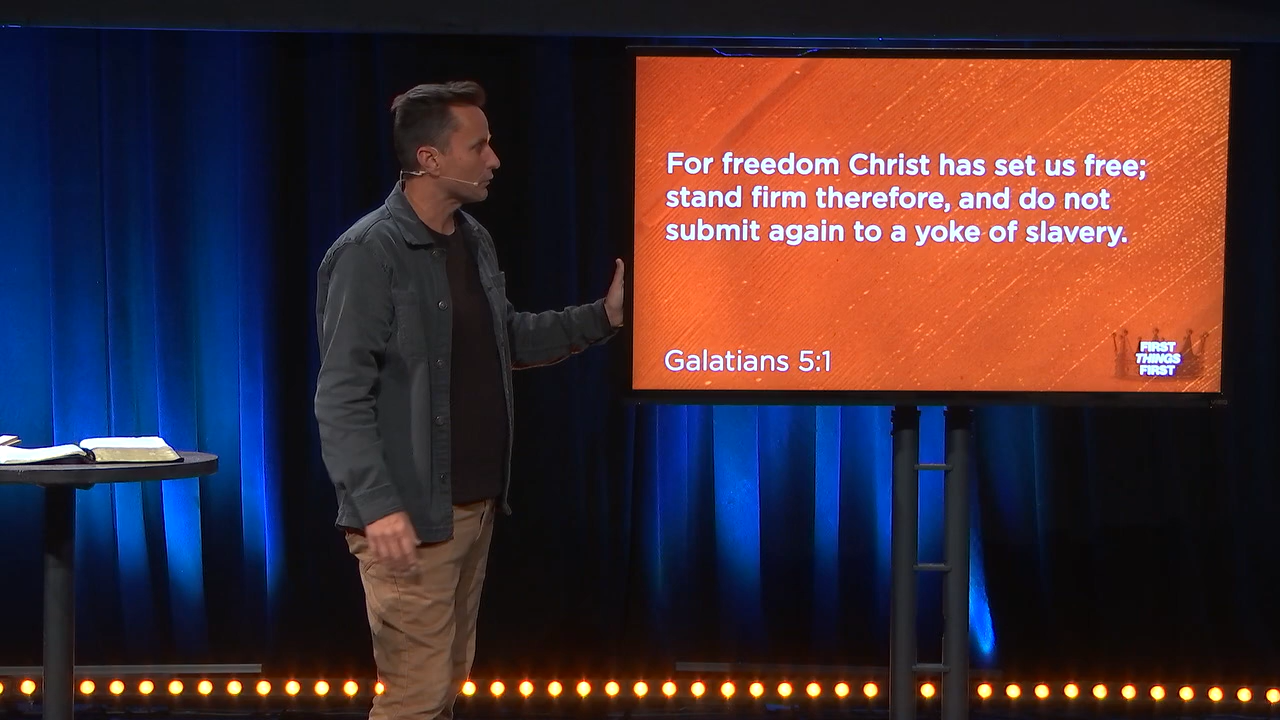 For freedom Christ has set us free;
stand firm therefore, and do not
submit again to a yoke of slavery.
Galatians 5:1
FIRST
THINGS
FIRST